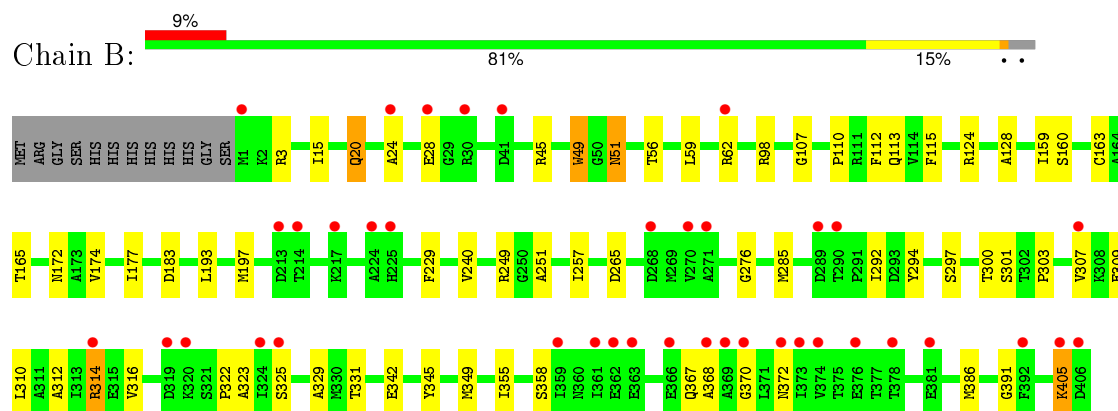 9%
Chain B:
81% 15% • •
MET ARG GLY SER HIS HIS HIS HIS HIS HIS GLY SER M1 K2 R3 I15 Q20 A24 E28 G29 R30 D41 R45 W49 G50 N51 T56 L59 R62 R98 G107 P110 R111 F112 Q113 V114 F115 R124 A128 I159 S160 C163 A164
T165 N172 A173 V174 I177 D183 L193 M197 D213 T214 K217 A224 H225 F229 V240 R249 G250 A251 I257 D265 D268 M269 V270 A271 G276 M285 D289 T290 P291 I292 D293 Y294 S297 T300 S301 T302 P303 V307 K308 E309
L310 A311 A312 I313 R314 E315 V316 D319 K320 S321 P322 A323 I324 S325 A329 M330 T331 E342 Y345 M349 I355 S358 I359 N360 I361 E362 E363 E366 Q367 A368 A369 G370 L371 N372 I373 V374 T375 E376 T377 T378 E381 M386 G391 F392 K405 D406